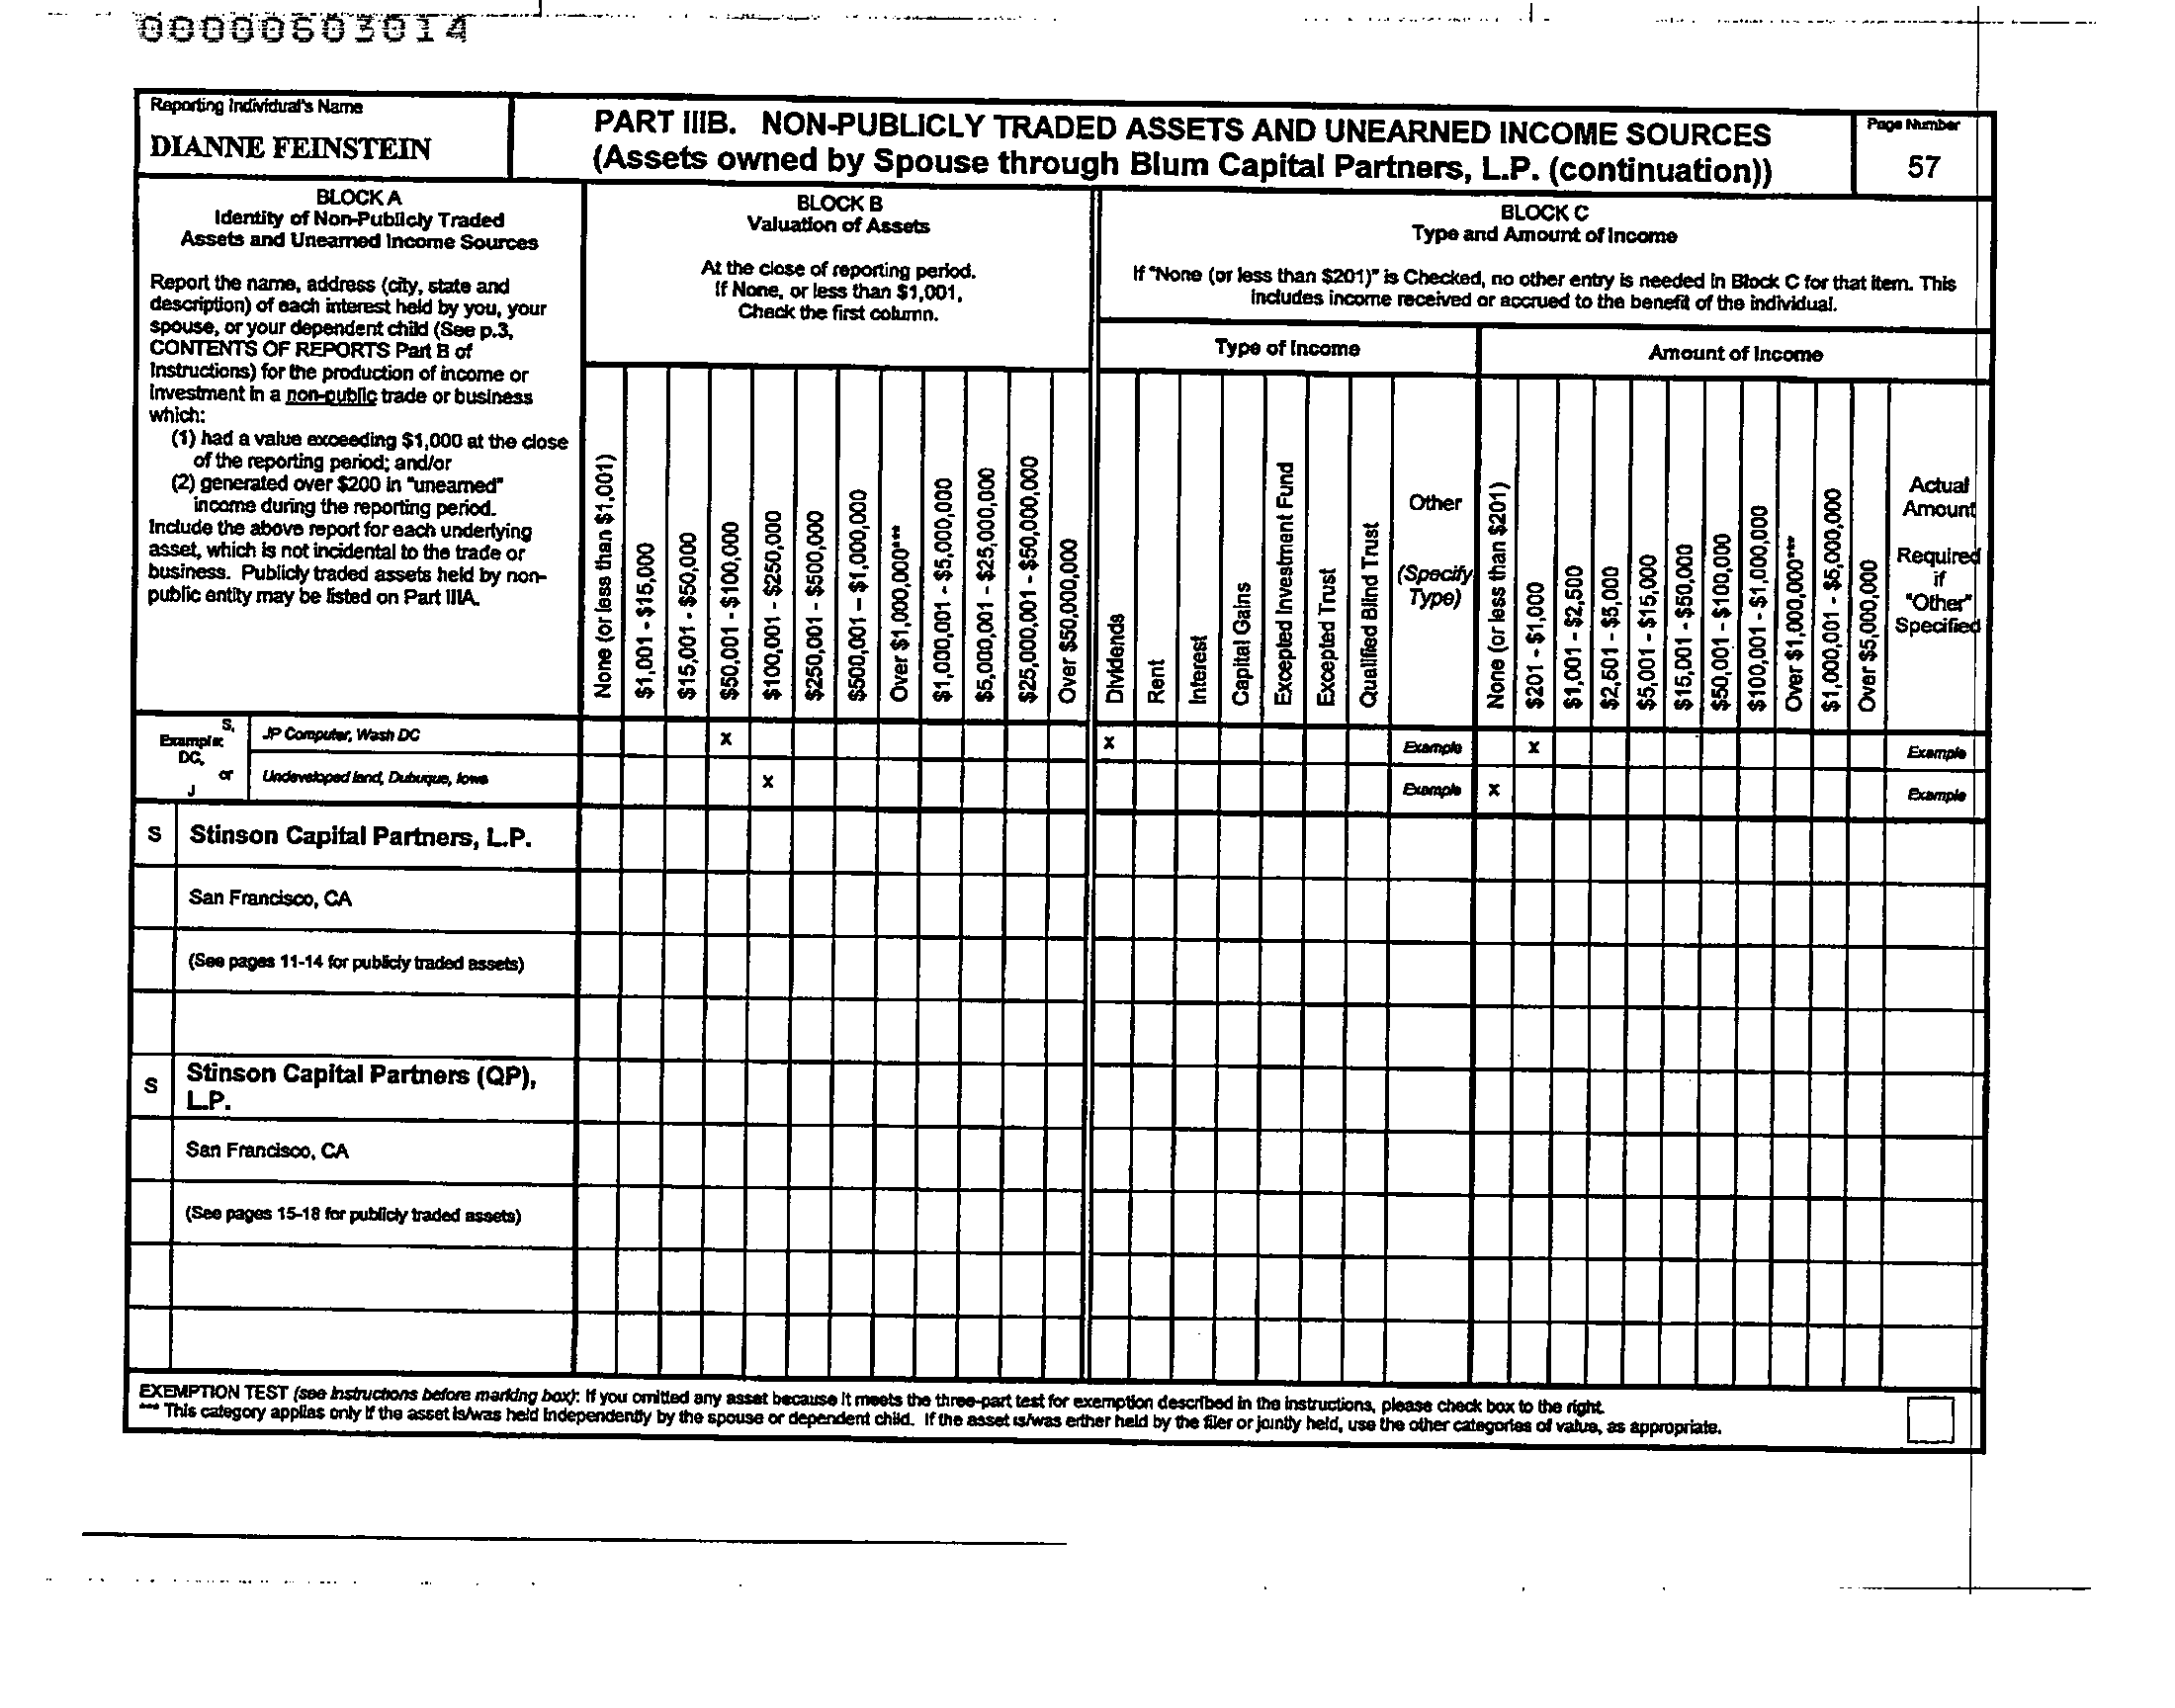 00000603014
Reporting Individual's Name
DIANNE FEINSTEIN
PART IIIB. NON-PUBLICLY TRADED ASSETS AND UNEARNED INCOME SOURCES
(Assets owned by Spouse through Blum Capital Partners, L.P. (continuation))
Page Number
57
BLOCK A
Identity of Non-Publicly Traded
Assets and Unearned Income Sources
Report the name, address (city, state and
description) of each interest held by you, your
spouse, or your dependent child (See p.3,
CONTENTS OF REPORTS Part B of
Instructions) for the production of income or
investment in a non-public trade or business
which:
(1) had a value exceeding $1,000 at the close
of the reporting period; and/or
(2) generated over $200 in "unearned"
income during the reporting period.
Include the above report for each underlying
asset, which is not incidental to the trade or
business. Publicly traded assets held by non-
public entity may be listed on Part IIIA.
BLOCK B
Valuation of Assets
At the close of reporting period.
If None, or less than $1,001,
Check the first column.
None (or less than $1,001)
$1,001 - $15,000
$15,001 - $50,000
$50,001 - $100,000
$100,001 - $250,000
$250,001 - $500,000
$500,001 – $1,000,000
Over $1,000,000***
$1,000,001 - $5,000,000
$5,000,001 - $25,000,000
$25,000,001 - $50,000,000
Over $50,000,000
BLOCK C
Type and Amount of Income
If "None (or less than $201)" is Checked, no other entry is needed in Block C for that item. This
includes income received or accrued to the benefit of the individual.
Type of Income
Amount of Income
Dividends
Rent
Interest
Capital Gains
Excepted Investment Fund
Excepted Trust
Qualified Blind Trust
Other
(Specify
Type)
None (or less than $201)
$201 - $1,000
$1,001 - $2,500
$2,501 - $5,000
$5,001 - $15,000
$15,001 - $50,000
$50,001 - $100,000
$100,001 - $1,000,000
Over $1,000,000***
$1,000,001 - $5,000,000
Over $5,000,000
Actual
Amount
Required
if
"Other"
Specified
Example: S,
DC,
or
J
JP Computer, Wash DC
x
x
Example
x
Example
Undeveloped land, Dubuque, Iowa
x
Example
x
Example
S
Stinson Capital Partners, L.P.
San Francisco, CA
(See pages 11-14 for publicly traded assets)
S
Stinson Capital Partners (QP),
L.P.
San Francisco, CA
(See pages 15-18 for publicly traded assets)
EXEMPTION TEST (see instructions before marking box): If you omitted any asset because it meets the three-part test for exemption described in the instructions, please check box to the right.
*** This category applies only if the asset is/was held independently by the spouse or dependent child. If the asset is/was either held by the filer or jointly held, use the other categories of value, as appropriate.